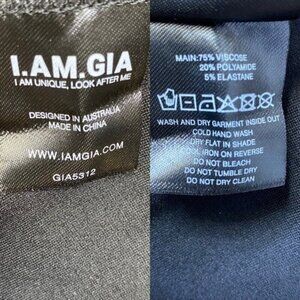 I.AM.GIA
I AM UNIQUE, LOOK AFTER ME
DESIGNED IN AUSTRALIA
MADE IN CHINA
WWW.IAMGIA.COM
GIA5312
MAIN:75% VISCOSE
20% POLYAMIDE
5% ELASTANE
WASH AND DRY GARMENT INSIDE OUT
COLD HAND WASH
DRY FLAT IN SHADE
COOL IRON ON REVERSE
DO NOT BLEACH
DO NOT TUMBLE DRY
DO NOT DRY CLEAN